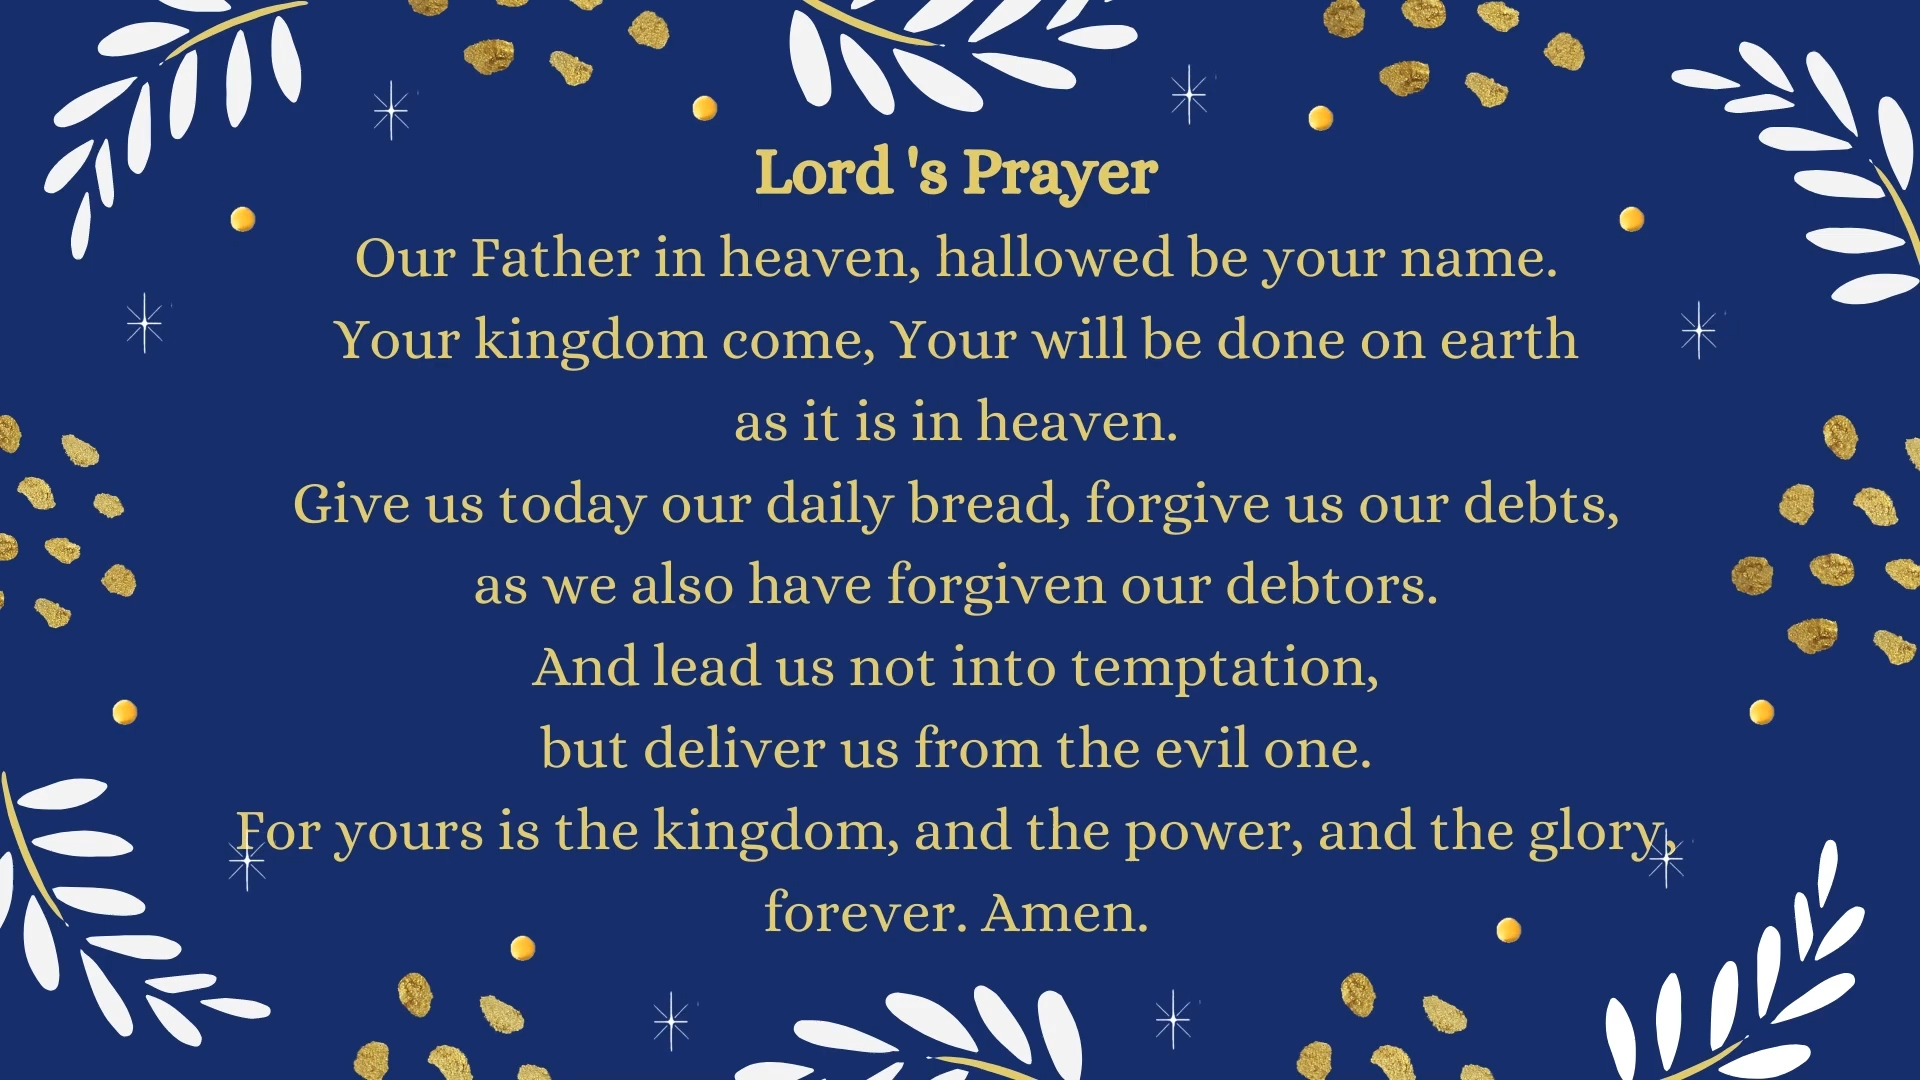 Lord 's Prayer
Our Father in heaven, hallowed be your name.
Your kingdom come, Your will be done on earth
as it is in heaven.
Give us today our daily bread, forgive us our debts,
as we also have forgiven our debtors.
And lead us not into temptation,
but deliver us from the evil one.
For yours is the kingdom, and the power, and the glory,
forever. Amen.